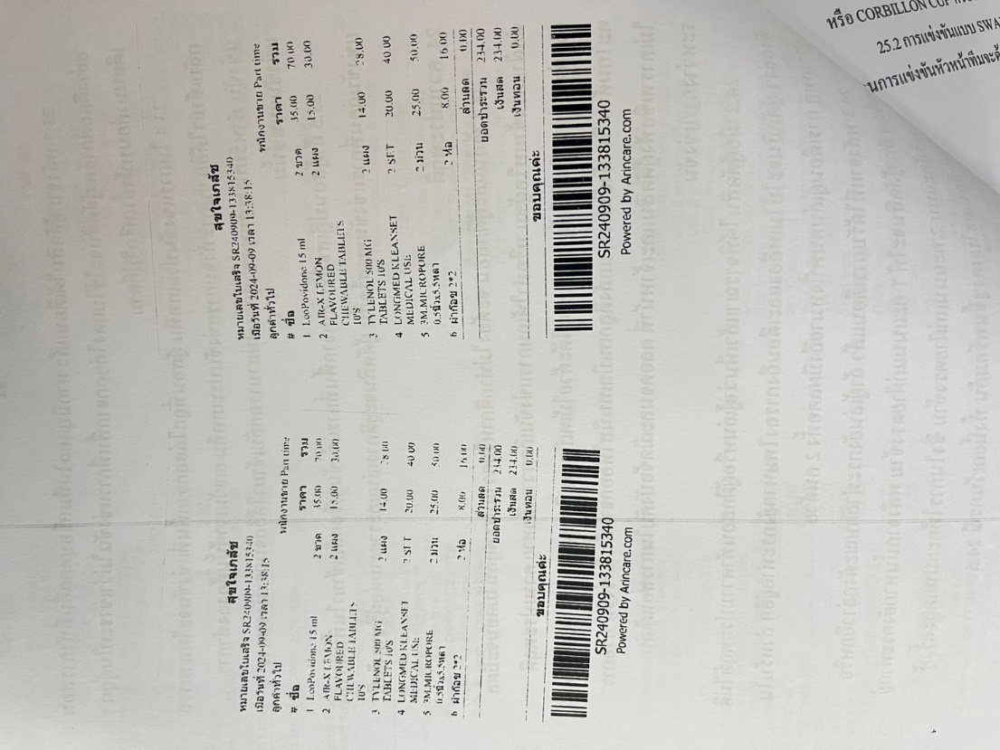 สุขใจเภสัช
หมายเลขใบเสร็จ SR240909-133815340
เมื่อวันที่ 2024-09-09 เวลา 13:38:15
ลูกค้าทั่วไป พนักงานขาย Part time
# ชื่อ ราคา รวม
1 LeoPovidone 15 ml 2 ขวด 35.00 70.00
2 AIR-X LEMON 2 แผง 15.00 30.00
FLAVOURED
CHEWABLE TABLETS
10'S
3 TYLENOL 500 MG 2 แผง 14.00 28.00
TABLETS 10'S
4 LONGMED KLEANSET 2 SET 20.00 40.00
MEDICAL USE
5 3M.MICROPORE 2 ม้วน 25.00 50.00
0.5นิ้วx5.5หลา
6 ผ้าก๊อซ 2*2 2 ห่อ 8.00 16.00
ส่วนลด 0.00
ยอดชำระรวม 234.00
เงินสด 234.00
เงินทอน 0.00
ขอบคุณค่ะ
SR240909-133815340
Powered by Arincare.com
สุขใจเภสัช
หมายเลขใบเสร็จ SR240909-133815340
เมื่อวันที่ 2024-09-09 เวลา 13:38:15
ลูกค้าทั่วไป พนักงานขาย Part time
# ชื่อ ราคา รวม
1 LeoPovidone 15 ml 2 ขวด 35.00 70.00
2 AIR-X LEMON 2 แผง 15.00 30.00
FLAVOURED
CHEWABLE TABLETS
10'S
3 TYLENOL 500 MG 2 แผง 14.00 28.00
TABLETS 10'S
4 LONGMED KLEANSET 2 SET 20.00 40.00
MEDICAL USE
5 3M.MICROPORE 2 ม้วน 25.00 50.00
0.5นิ้วx5.5หลา
6 ผ้าก๊อซ 2*2 2 ห่อ 8.00 16.00
ส่วนลด 0.00
ยอดชำระรวม 234.00
เงินสด 234.00
เงินทอน 0.00
ขอบคุณค่ะ
SR240909-133815340
Powered by Arincare.com
หรือ CORBILLON CUP
25.2 การแข่งขันแบบ
การแข่งขันหัวหน้าทีมจะ